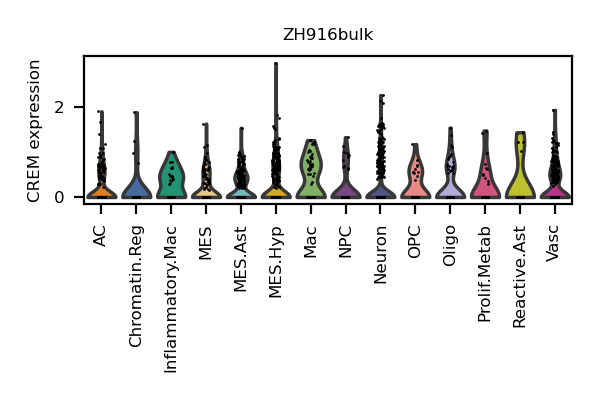 ZH916bulk
CREM expression
2
0
AC
Chromatin.Reg
Inflammatory.Mac
MES
MES.Ast
MES.Hyp
Mac
NPC
Neuron
OPC
Oligo
Prolif.Metab
Reactive.Ast
Vasc